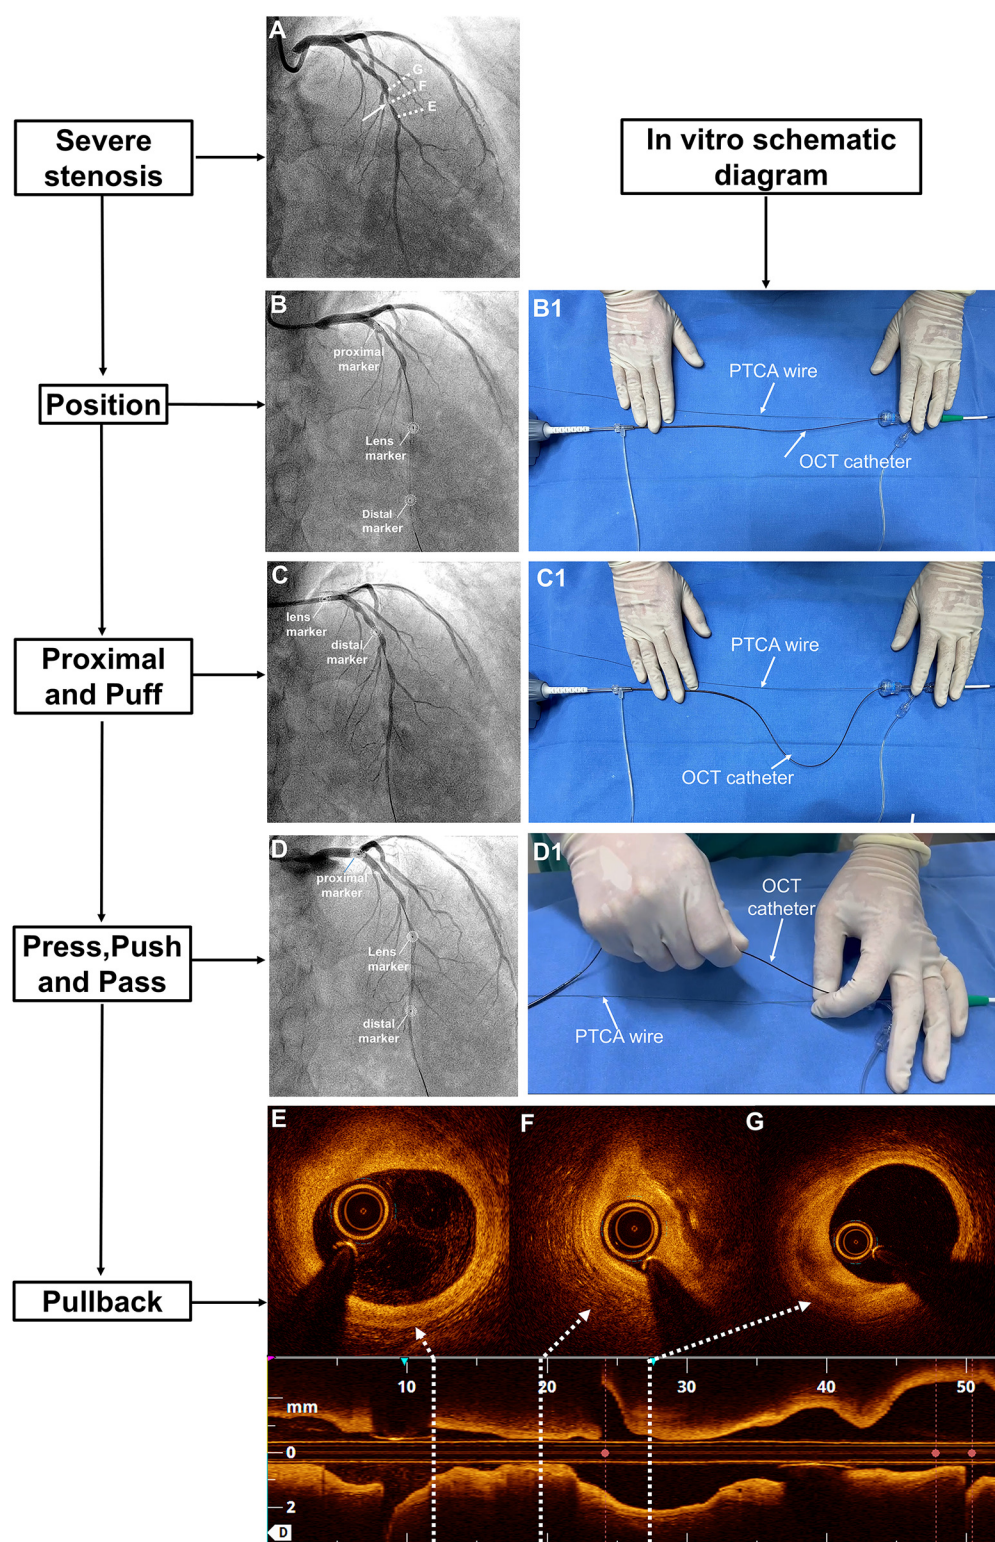 A
G
F
E
Severe
stenosis
In vitro schematic
diagram
B
proximal
marker
Lens
marker
Distal
marker
B1
PTCA wire
OCT catheter
Position
C
lens
marker
distal
marker
C1
PTCA wire
OCT catheter
Proximal
and Puff
D
proximal
marker
Lens
marker
distal
marker
D1
OCT
catheter
PTCA wire
Press,Push
and Pass
E
F
G
Pullback
10
20
30
40
50
mm
0
2
D